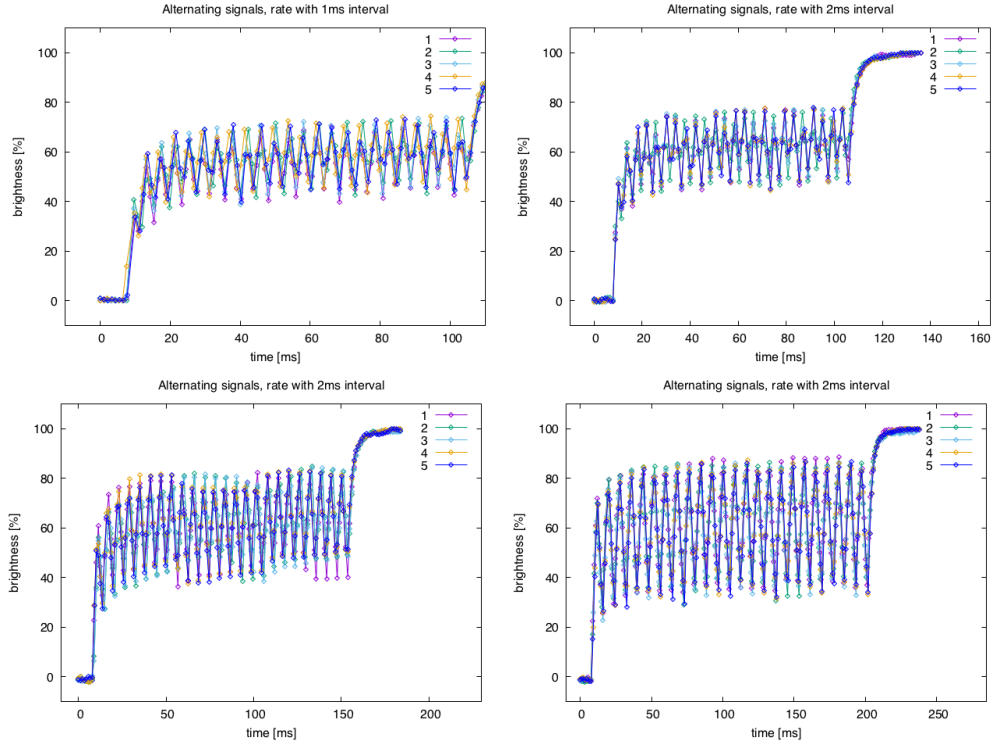 Alternating signals, rate with 1ms interval
brightness [%]
100
80
60
40
20
0
1
2
3
4
5
0 20 40 60 80 100
time [ms]
Alternating signals, rate with 2ms interval
brightness [%]
100
80
60
40
20
0
1
2
3
4
5
0 20 40 60 80 100 120 140 160
time [ms]
Alternating signals, rate with 2ms interval
brightness [%]
100
80
60
40
20
0
1
2
3
4
5
0 50 100 150 200
time [ms]
Alternating signals, rate with 2ms interval
brightness [%]
100
80
60
40
20
0
1
2
3
4
5
0 50 100 150 200 250
time [ms]